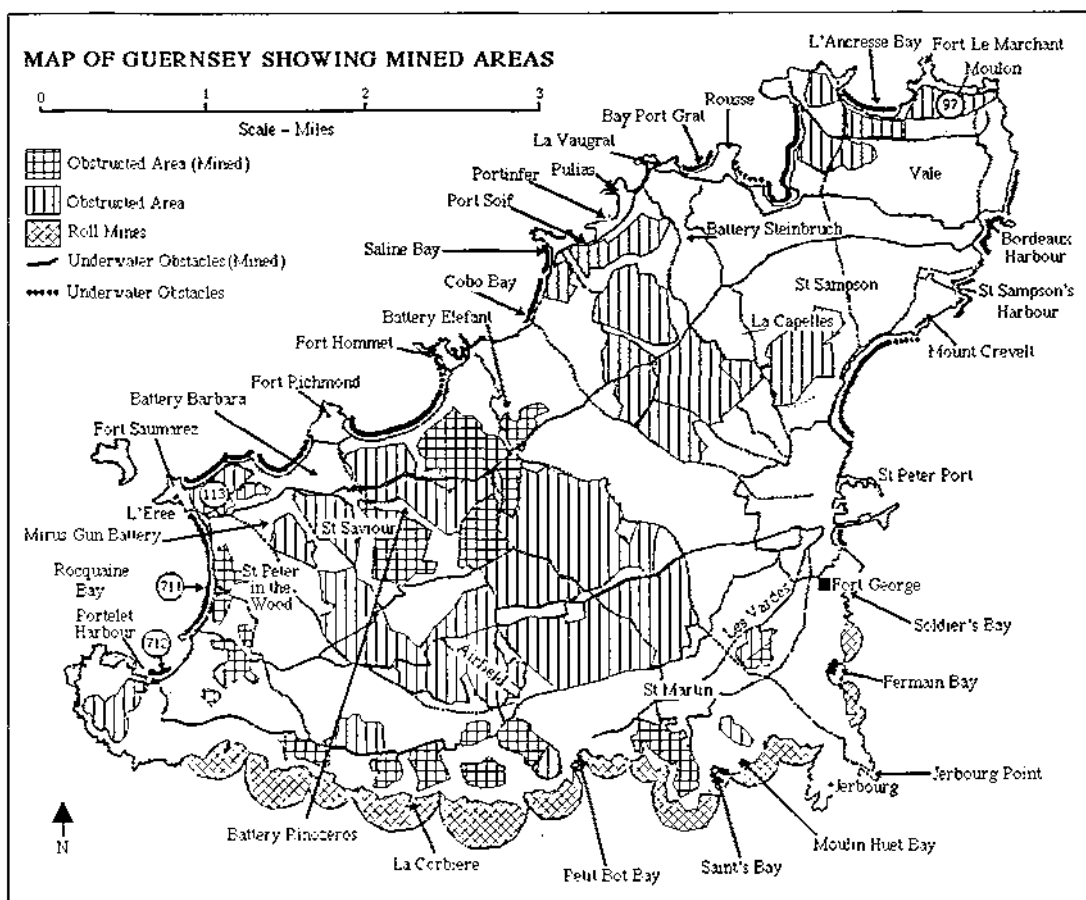 MAP OF GUERNSEY SHOWING MINED AREAS
0 1 2 3
Scale – Miles
Obstructed Area (Mined)
Obstructed Area
Roll Mines
Underwater Obstacles (Mined)
Underwater Obstacles
L'Ancresse Bay
Fort Le Marchant
Moulon
97
Rousse
Bay Port Grat
La Vaugrat
Pulias
Portinfer
Port Soif
Saline Bay
Cobo Bay
Battery Elefant
Fort Hommet
Fort Richmond
Battery Barbara
Fort Saumarez
Vale
Battery Steinbruch
Bordeaux
Harbour
St Sampson
St Sampson's
Harbour
La Capelles
Mount Crevelt
St Peter Port
113
L'Eree
St Saviour
Mirus Gun Battery
Rocquaine
Bay
711
St Peter
in the
Wood
Portelet
Harbour
712
Fort George
Les Vardes
Soldier's Bay
Airfield
St Martin
Fermain Bay
Jerbourg Point
Jerbourg
N
Battery Rinoceros
La Corbiere
Petit Bot Bay
Saint's Bay
Moulin Huet Bay